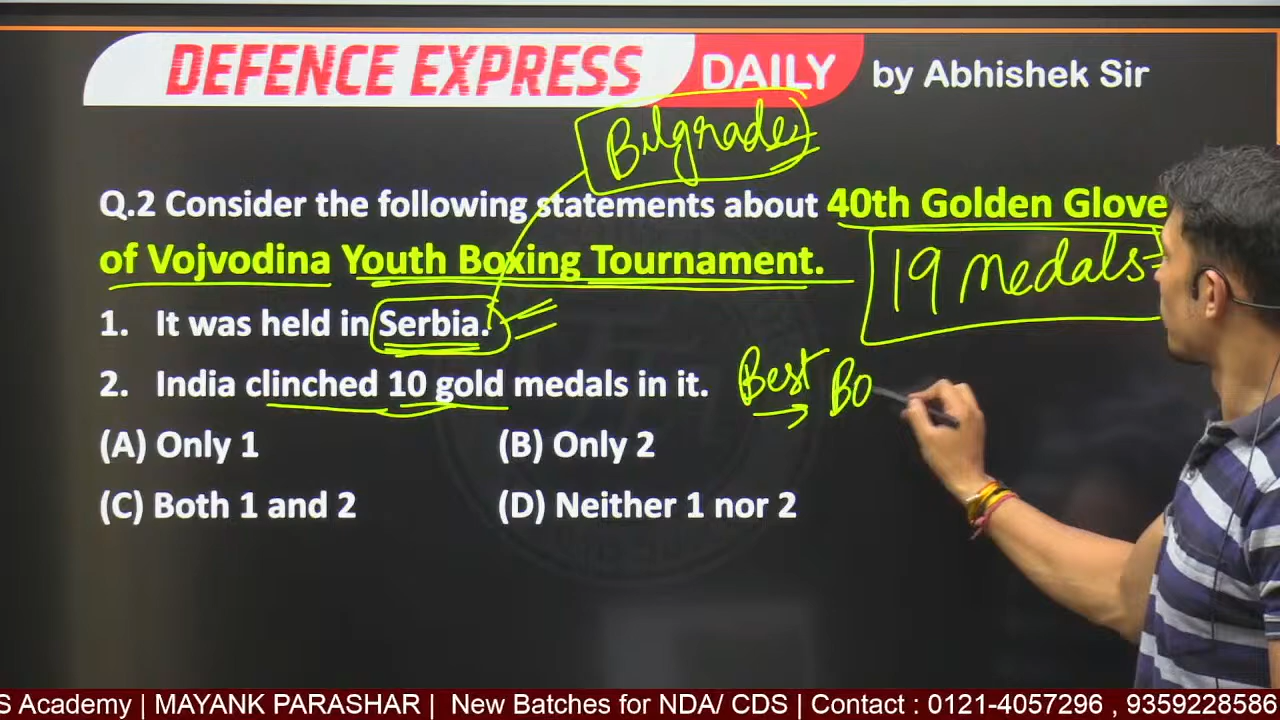 DEFENCE EXPRESS DAILY by Abhishek Sir
Bilgrade
Q.2 Consider the following statements about 40th Golden Glove
of Vojvodina Youth Boxing Tournament.
19 medals
1. It was held in Serbia.
2. India clinched 10 gold medals in it.
Best Bo
(A) Only 1 (B) Only 2
(C) Both 1 and 2 (D) Neither 1 nor 2
S Academy | MAYANK PARASHAR | New Batches for NDA/ CDS | Contact : 0121-4057296 , 9359228586